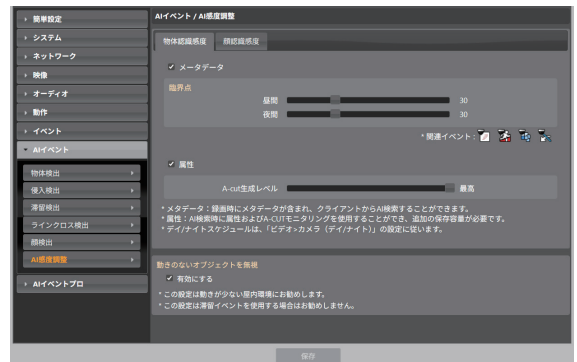 簡単設定
システム
ネットワーク
映像
オーディオ
動作
イベント
AIイベント
物体検出
侵入検出
滞留検出
ラインクロス検出
顔検出
AI感度調整
AIイベントプロ
AIイベント / AI感度調整
物体認識感度 顔認識感度
メータデータ
臨界点
昼間 30
夜間 30
* 関連イベント :
属性
A-cut生成レベル 最高
* メタデータ : 録画時にメタデータが含まれ、クライアントからAI検索することができます。
* 属性 : AI検索時に属性およびA-CUTモニタリングを使用することができ、追加の保存容量が必要です。
* デイ/ナイトスケジュールは、「ビデオ>カメラ（デイ/ナイト）」の設定に従います。
動きのないオブジェクトを無視
有効にする
* この設定は動きが少ない屋内環境にお勧めします。
* この設定は滞留イベントを使用する場合はお勧めしません。
保存